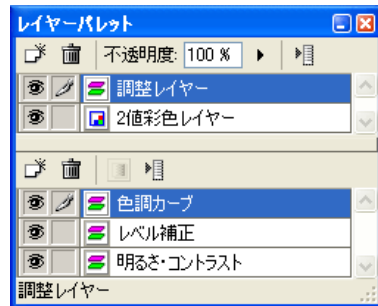 レイヤーパレット
不透明度: 100 %
調整レイヤー
2値彩色レイヤー
色調カーブ
レベル補正
明るさ・コントラスト
調整レイヤー